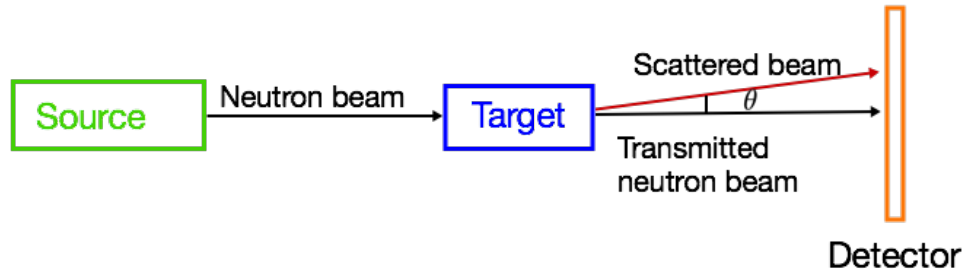 Source
Neutron beam
Target
Scattered beam
θ
Transmitted
neutron beam
Detector